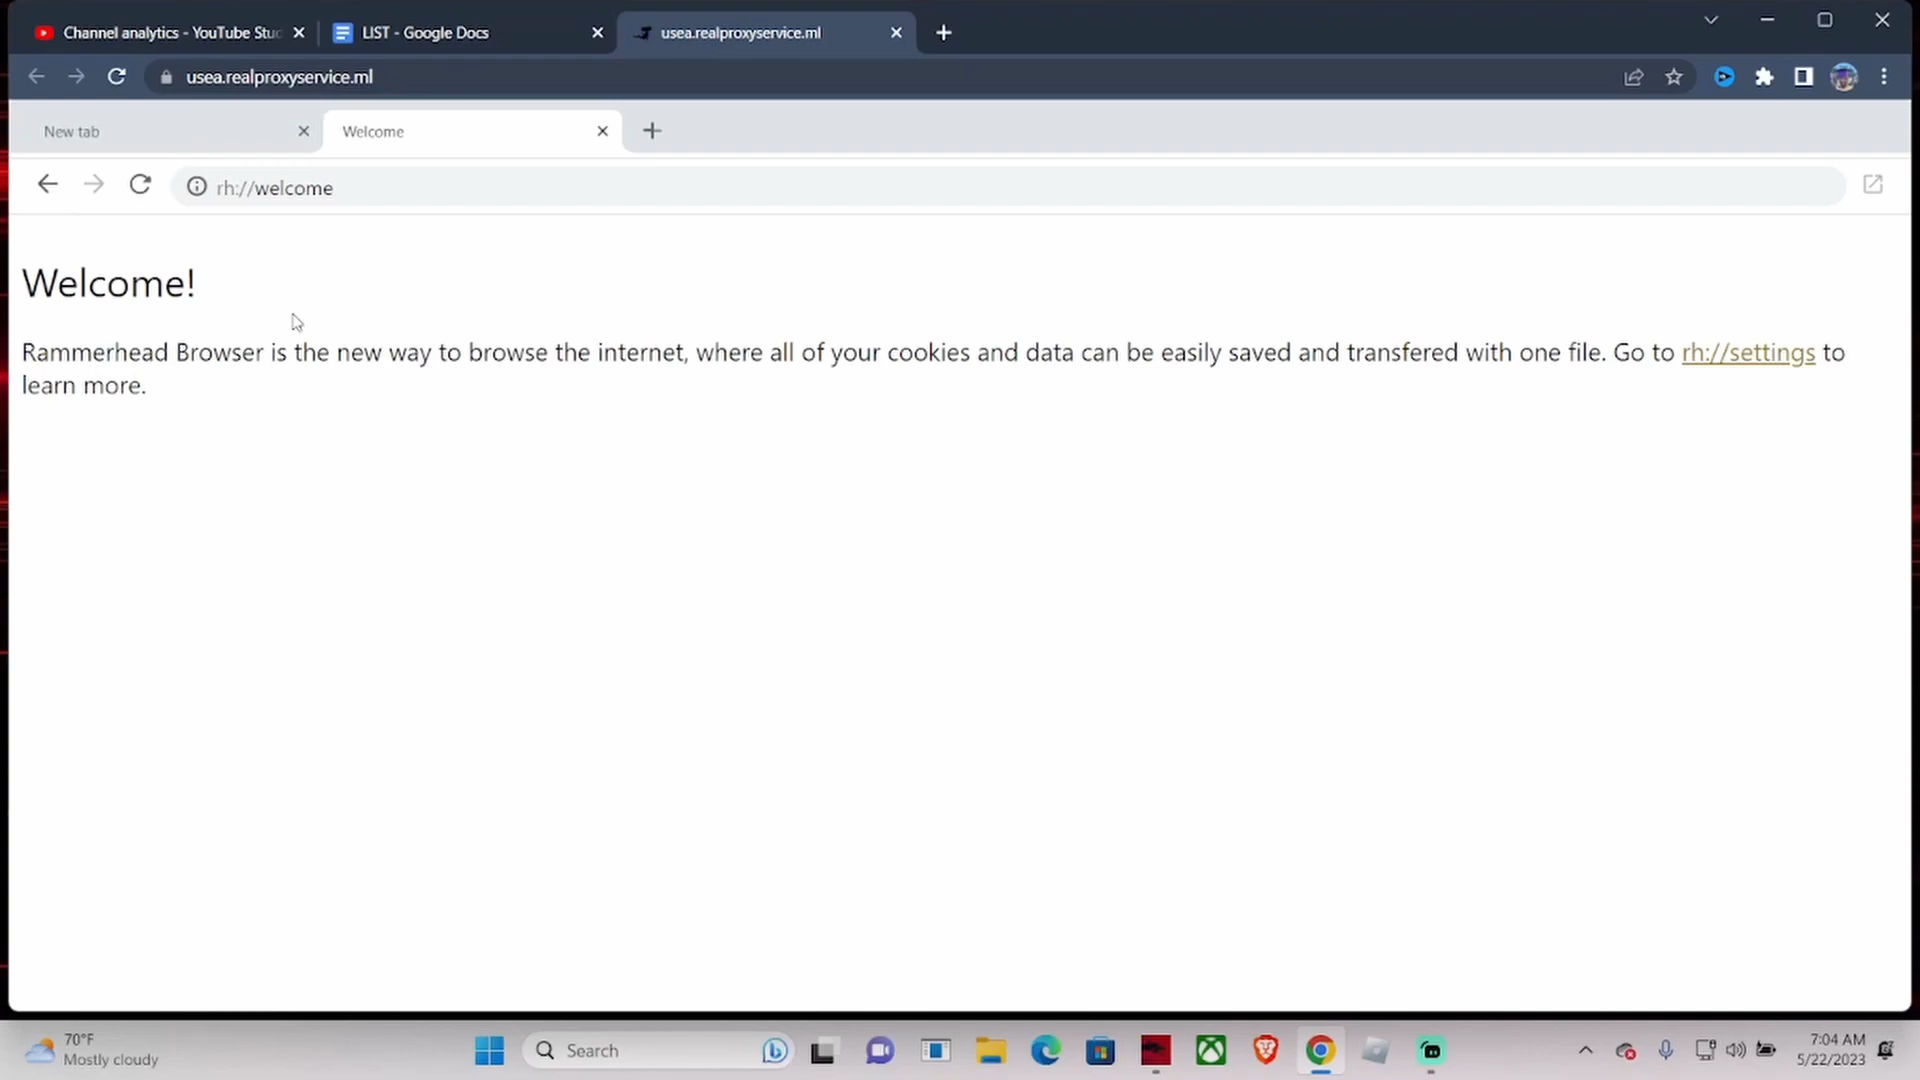 Channel analytics - YouTube Stuc
LIST - Google Docs
usea.realproxyservice.ml
usea.realproxyservice.ml
New tab
Welcome
rh://welcome
Welcome!
Rammerhead Browser is the new way to browse the internet, where all of your cookies and data can be easily saved and transfered with one file. Go to rh://settings to
learn more.
70°F
Mostly cloudy
Search
7:04 AM
5/22/2023